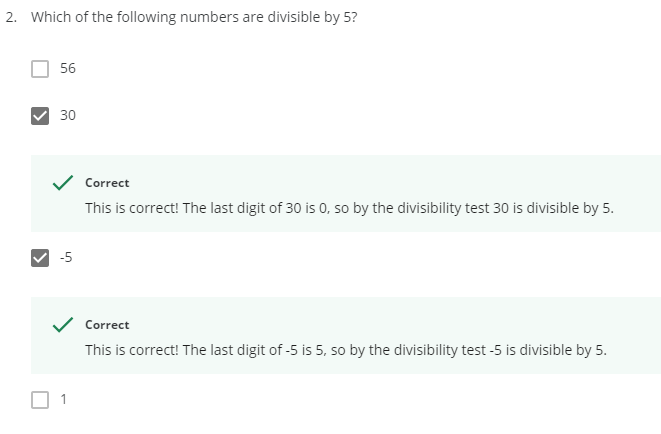 2. Which of the following numbers are divisible by 5?
56
30
Correct
This is correct! The last digit of 30 is 0, so by the divisibility test 30 is divisible by 5.
-5
Correct
This is correct! The last digit of -5 is 5, so by the divisibility test -5 is divisible by 5.
1